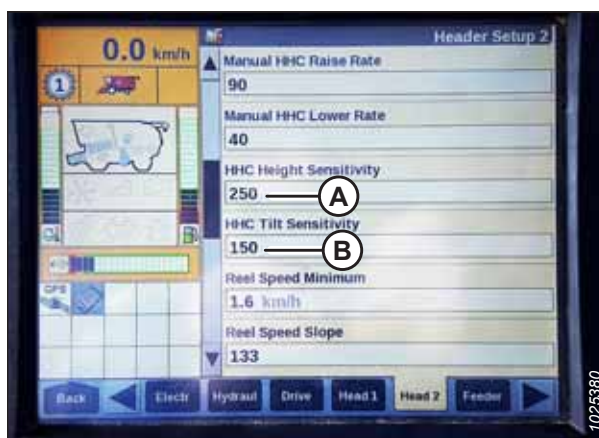 0.0 km/h
Header Setup 2
1
Manual HHC Raise Rate
90
Manual HHC Lower Rate
40
HHC Height Sensitivity
250
A
HHC Tilt Sensitivity
150
B
Reel Speed Minimum
1.6 km/h
GPS
Reel Speed Slope
133
Back
Electr
Hydraul
Drive
Head 1
Head 2
Feeder
1025380